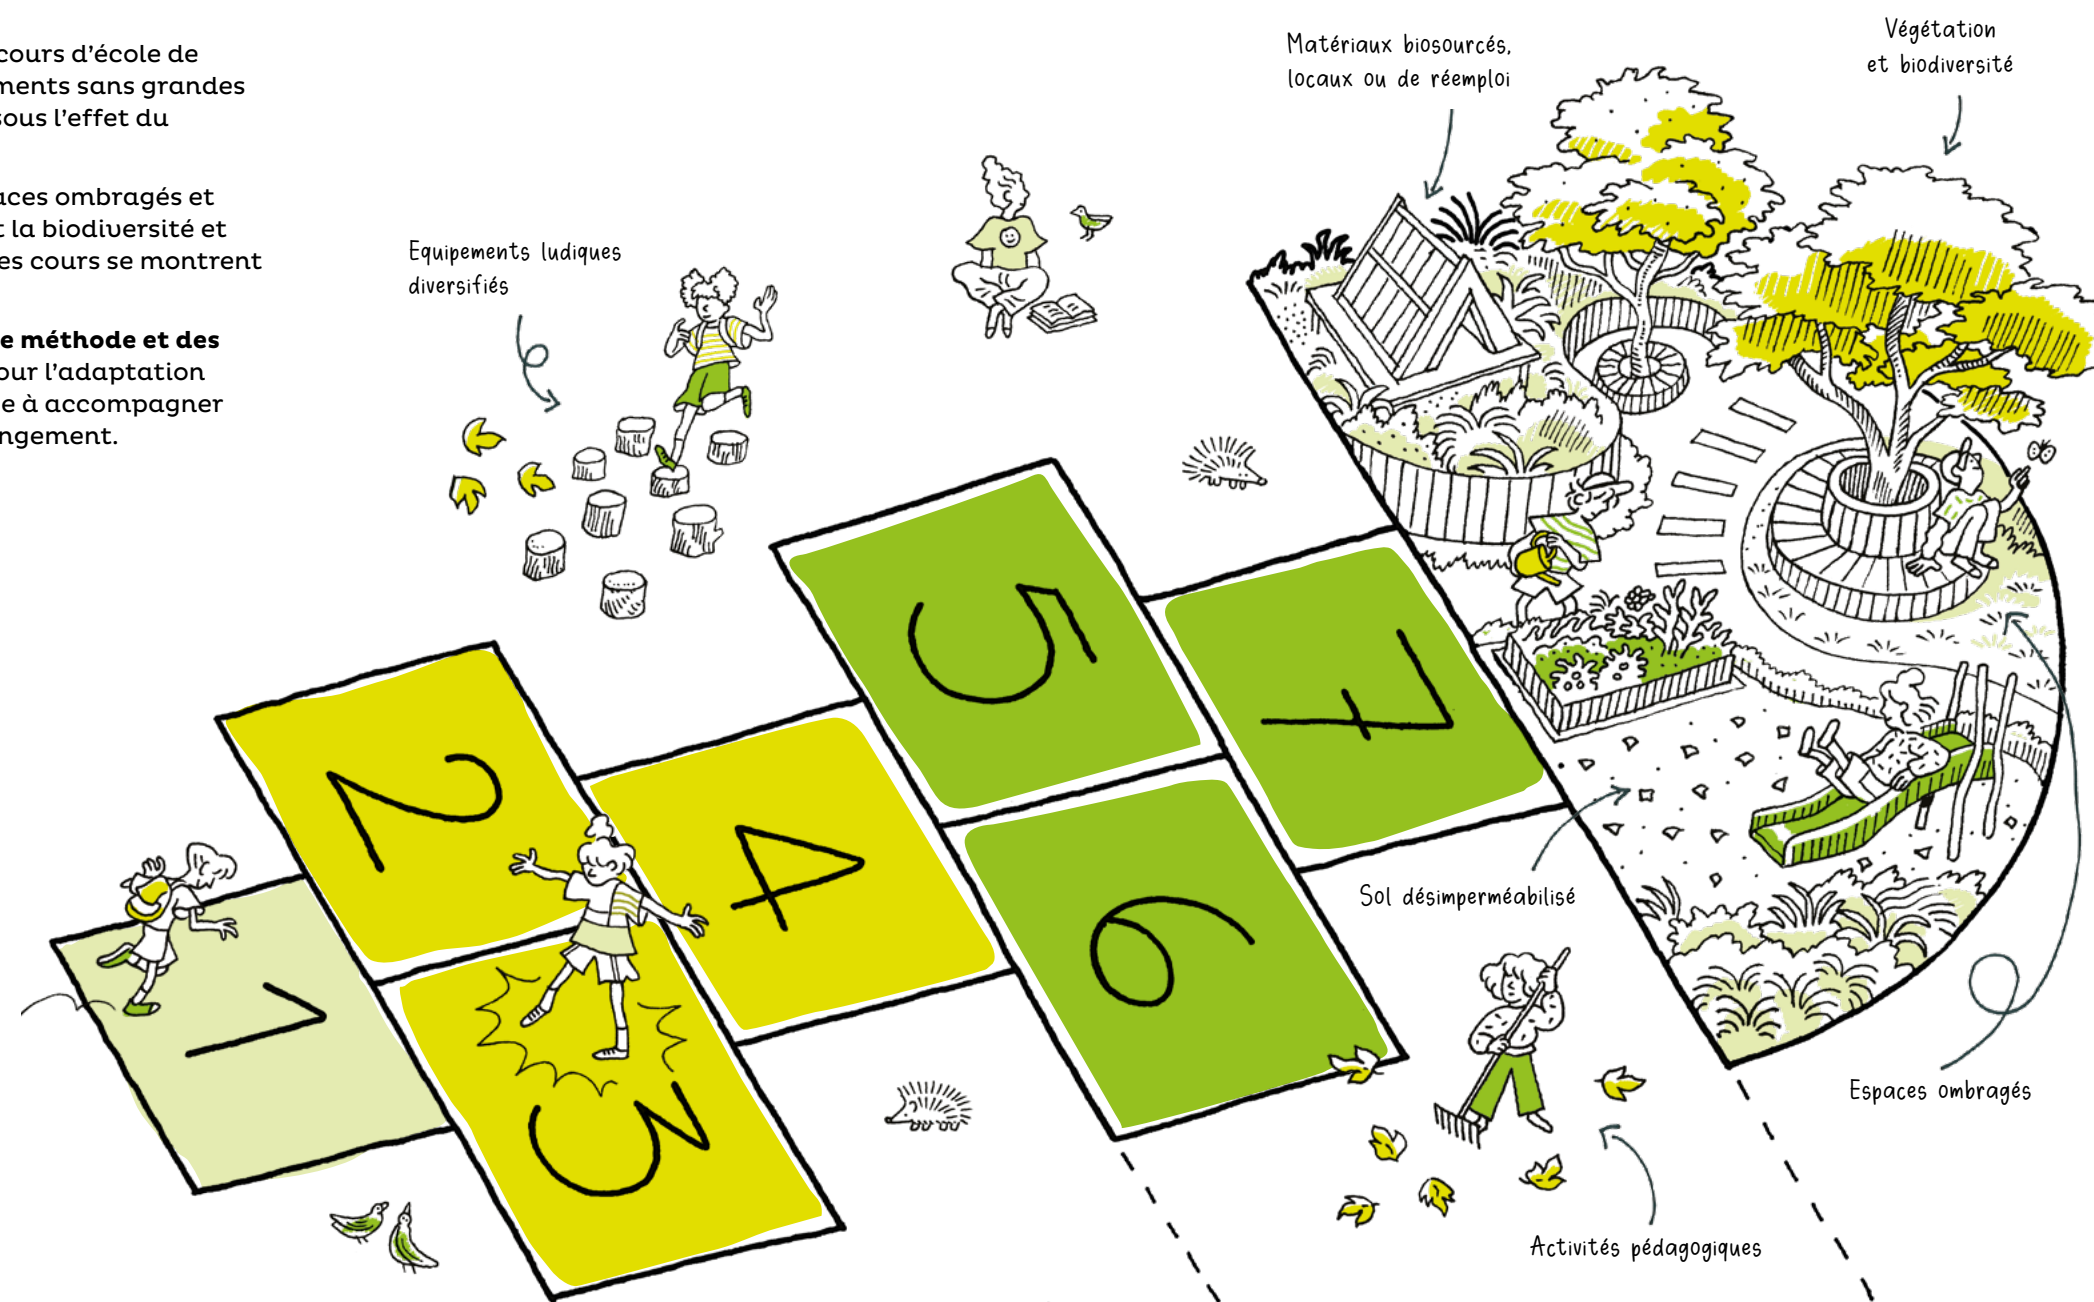 cours d'école de
ments sans grandes
sous l'effet du
aces ombragés et
t la biodiversité et
es cours se montrent
e méthode et des
our l'adaptation
e à accompagner
ngement.
Equipements ludiques
diversifiés
Matériaux biosourcés,
locaux ou de réemploi
Végétation
et biodiversité
1
2
3
4
5
6
7
Sol désimperméabilisé
Espaces ombragés
Activités pédagogiques